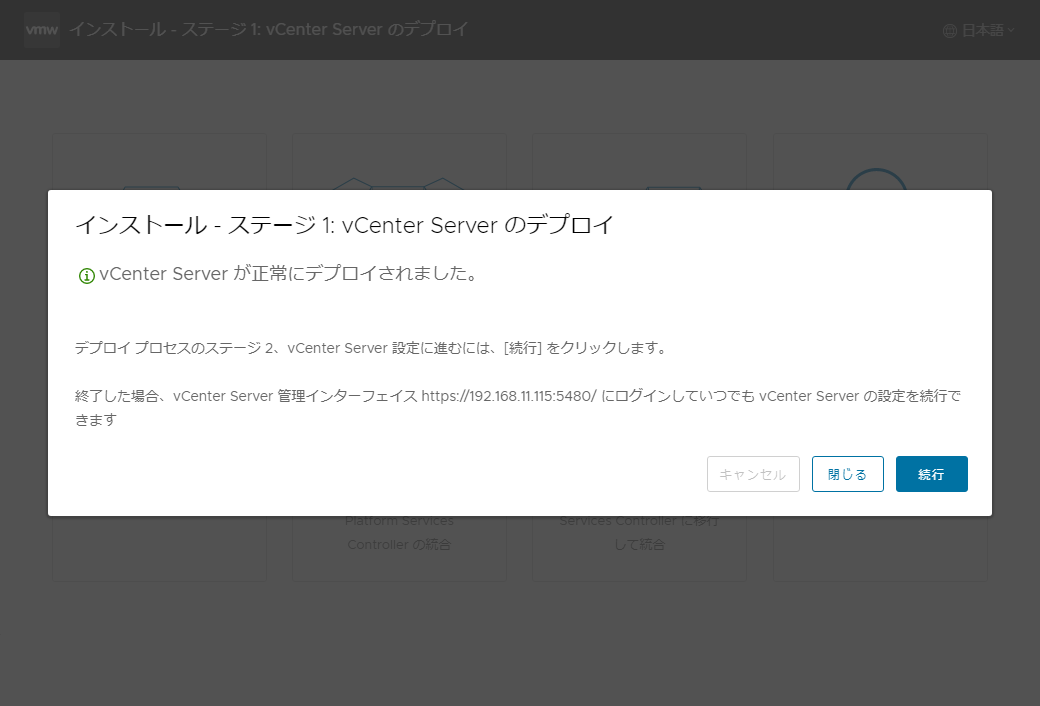 vmw インストール - ステージ 1: vCenter Server のデプロイ
日本語
インストール - ステージ 1: vCenter Server のデプロイ
vCenter Server が正常にデプロイされました。
デプロイ プロセスのステージ 2、vCenter Server 設定に進むには、[続行] をクリックします。
終了した場合、vCenter Server 管理インターフェイス https://192.168.11.115:5480/ にログインしていつでも vCenter Server の設定を続行で
きます
キャンセル 閉じる 続行
Platform Services
Controller の統合
Services Controller に移行
して統合